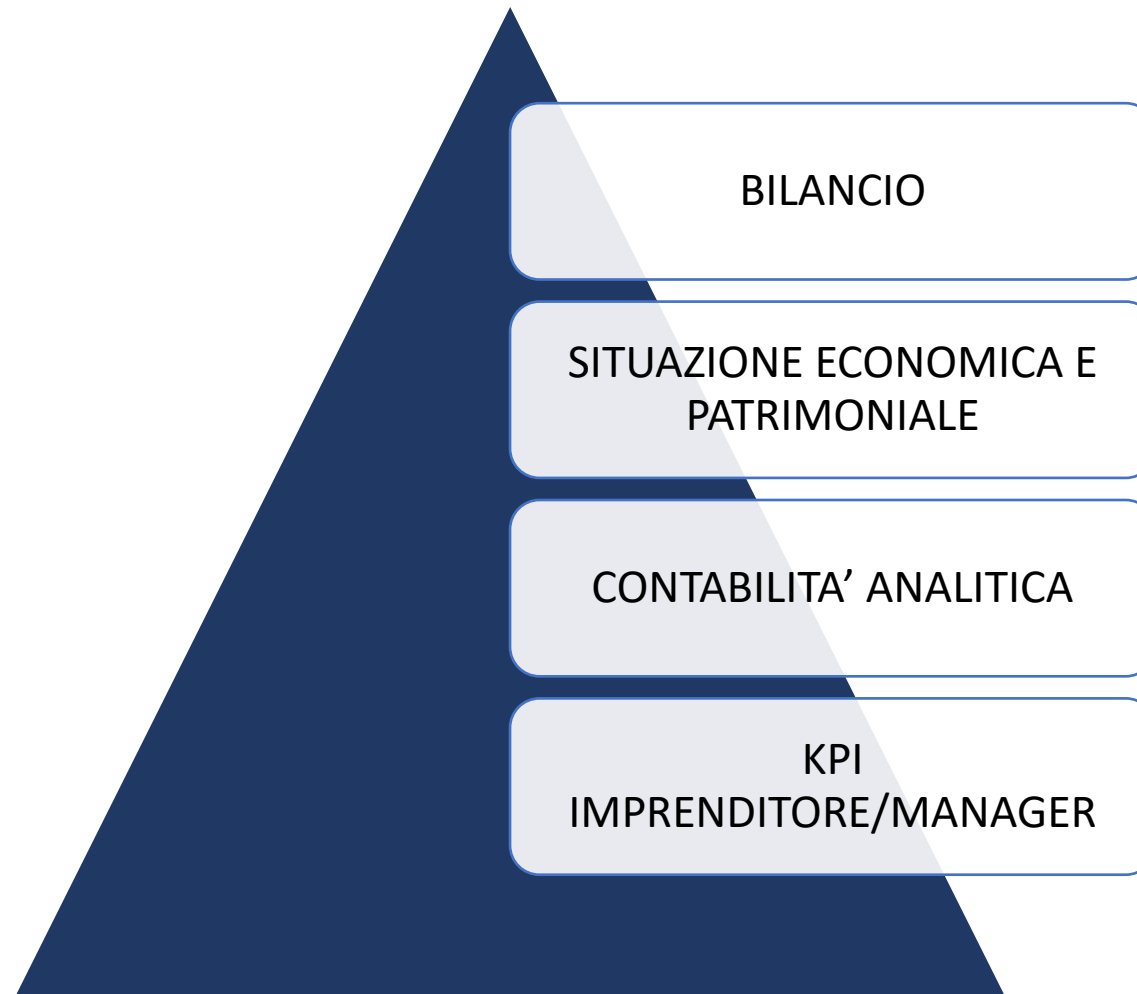 BILANCIO
SITUAZIONE ECONOMICA E
PATRIMONIALE
CONTABILITA’ ANALITICA
KPI
IMPRENDITORE/MANAGER